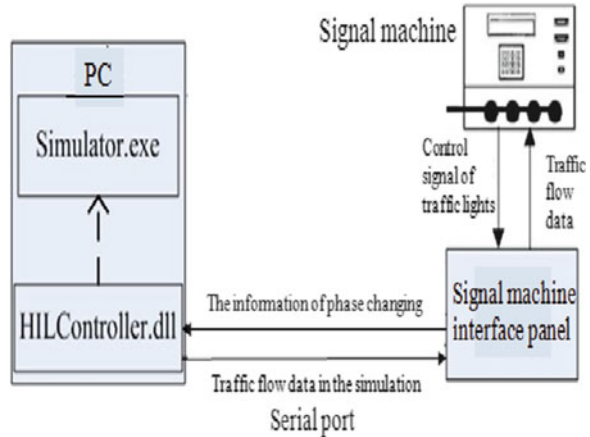 Signal machine
PC
Simulator.exe
Control
signal of
traffic lights
Traffic
flow
data
HILController.dll
The information of phase changing
Signal machine
interface panel
Traffic flow data in the simulation
Serial port